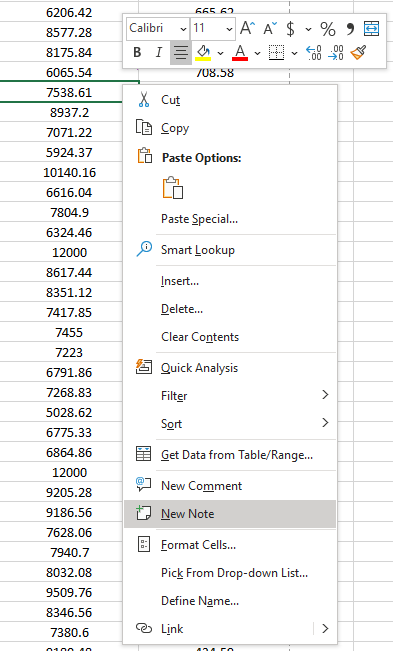 6206.42 665.62
Calibri 11 A^ A˅ $ % ,
8577.28
8175.84
B I A .00 .0
6065.54 708.58
7538.61
Cut
8937.2
Copy
7071.22
Paste Options:
5924.37
10140.16
6616.04
7804.9
Paste Special...
6324.46
12000
Smart Lookup
8617.44
Insert...
8351.12
Delete...
7417.85
7455
Clear Contents
7223
Quick Analysis
6791.86
7268.83
Filter
5028.62
Sort
6775.33
6864.86
Get Data from Table/Range...
12000
New Comment
9205.28
9186.56
New Note
7628.06
7940.7
Format Cells...
8032.08
Pick From Drop-down List...
9509.76
Define Name...
8346.56
7380.6
Link